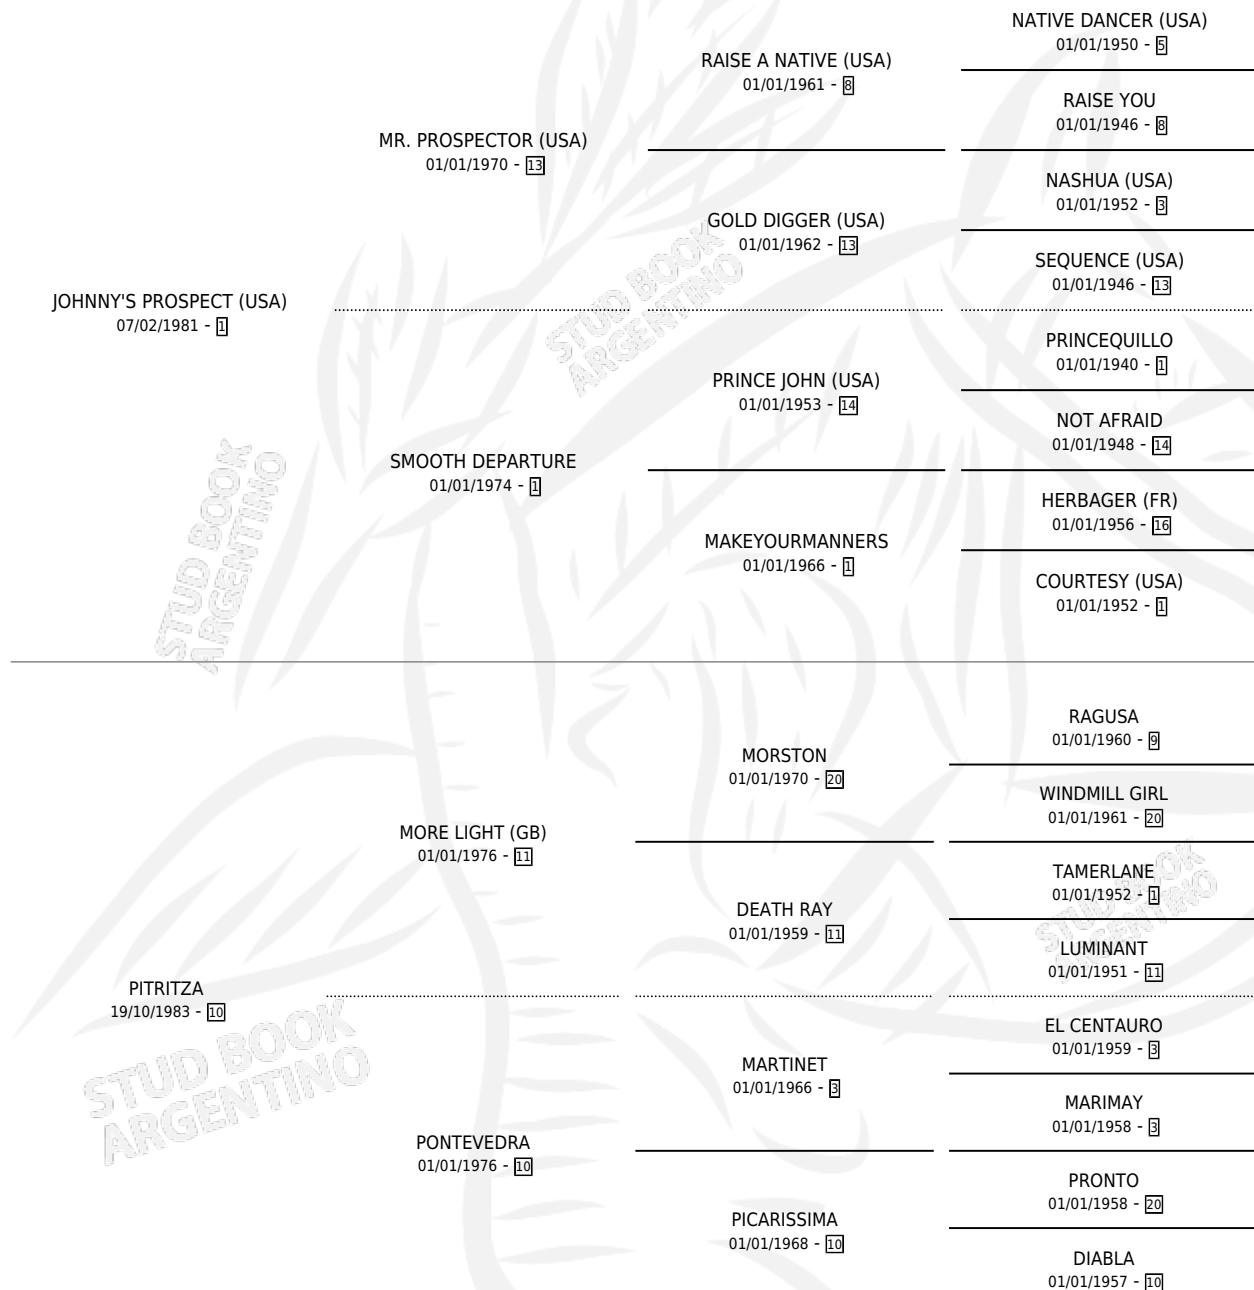 NATIVE DANCER (USA)
01/01/1950 - 5
RAISE A NATIVE (USA)
01/01/1961 - 8
RAISE YOU
01/01/1946 - 8
MR. PROSPECTOR (USA)
01/01/1970 - 13
NASHUA (USA)
01/01/1952 - 3
GOLD DIGGER (USA)
01/01/1962 - 13
SEQUENCE (USA)
01/01/1946 - 13
JOHNNY'S PROSPECT (USA)
07/02/1981 - 1
PRINCEQUILLO
01/01/1940 - 1
PRINCE JOHN (USA)
01/01/1953 - 14
NOT AFRAID
01/01/1948 - 14
SMOOTH DEPARTURE
01/01/1974 - 1
HERBAGER (FR)
01/01/1956 - 16
MAKEYOURMANNERS
01/01/1966 - 1
COURTESY (USA)
01/01/1952 - 1
RAGUSA
01/01/1960 - 9
MORSTON
01/01/1970 - 20
WINDMILL GIRL
01/01/1961 - 20
MORE LIGHT (GB)
01/01/1976 - 11
TAMERLANE
01/01/1952 - 1
DEATH RAY
01/01/1959 - 11
LUMINANT
01/01/1951 - 11
PITRITZA
19/10/1983 - 10
EL CENTAURO
01/01/1959 - 3
MARTINET
01/01/1966 - 3
MARIMAY
01/01/1958 - 3
PONTEVEDRA
01/01/1976 - 10
PRONTO
01/01/1958 - 20
PICARISSIMA
01/01/1968 - 10
DIABLA
01/01/1957 - 10
STUD BOOK
ARGENTINO
STUD BOOK
ARGENTINO
STUD BOOK
ARGENTINO
STUD BOOK
ARGENTINO